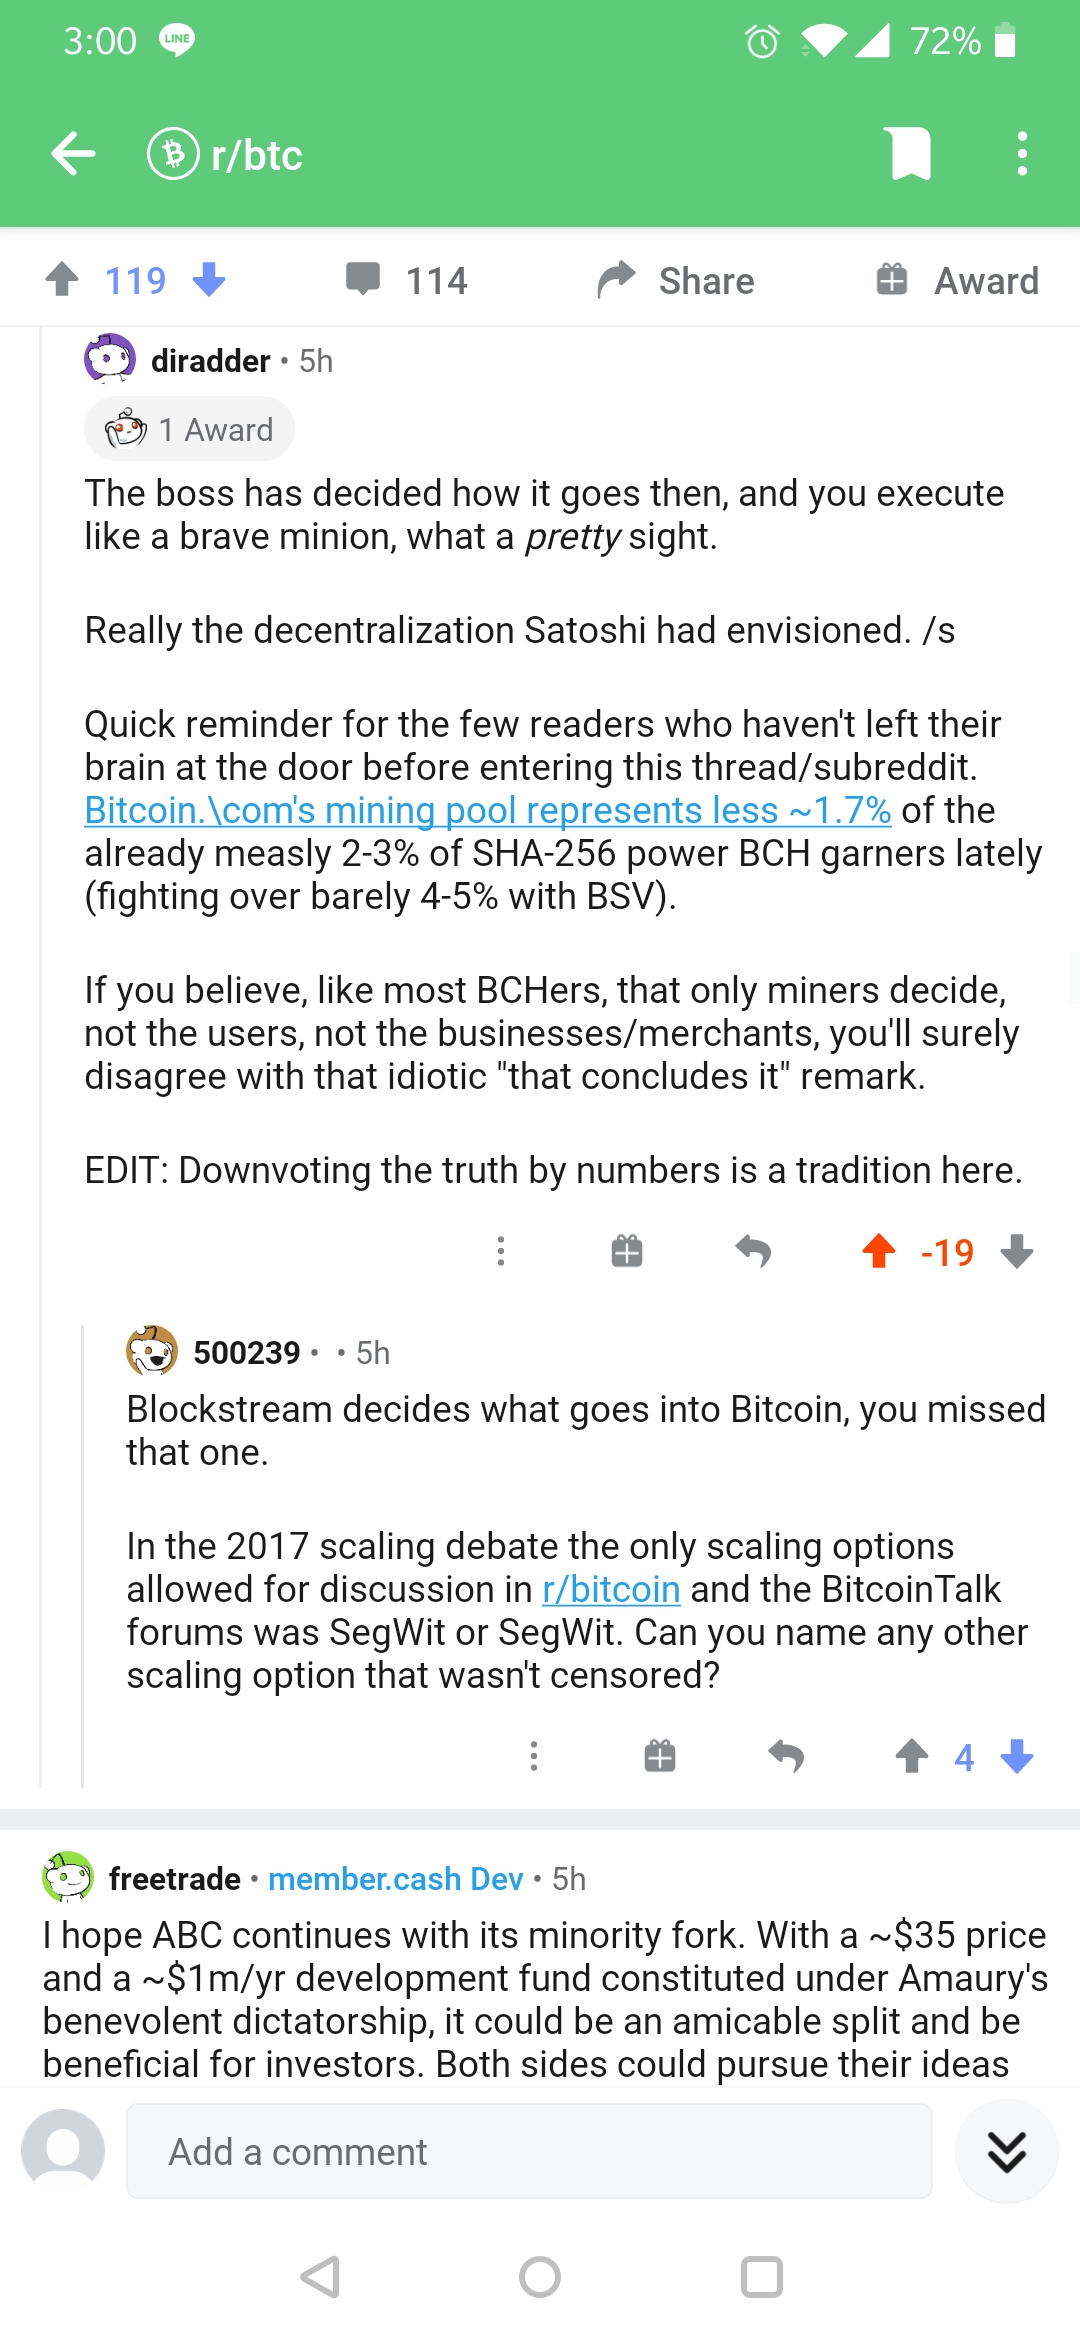 3:00 LINE 72%
r/btc
119 114 Share Award
diradder • 5h
1 Award
The boss has decided how it goes then, and you execute
like a brave minion, what a pretty sight.
Really the decentralization Satoshi had envisioned. /s
Quick reminder for the few readers who haven't left their
brain at the door before entering this thread/subreddit.
Bitcoin.\com's mining pool represents less ~1.7% of the
already measly 2-3% of SHA-256 power BCH garners lately
(fighting over barely 4-5% with BSV).
If you believe, like most BCHers, that only miners decide,
not the users, not the businesses/merchants, you'll surely
disagree with that idiotic "that concludes it" remark.
EDIT: Downvoting the truth by numbers is a tradition here.
-19
500239 • • 5h
Blockstream decides what goes into Bitcoin, you missed
that one.
In the 2017 scaling debate the only scaling options
allowed for discussion in r/bitcoin and the BitcoinTalk
forums was SegWit or SegWit. Can you name any other
scaling option that wasn't censored?
4
freetrade • member.cash Dev • 5h
I hope ABC continues with its minority fork. With a ~$35 price
and a ~$1m/yr development fund constituted under Amaury's
benevolent dictatorship, it could be an amicable split and be
beneficial for investors. Both sides could pursue their ideas
Add a comment